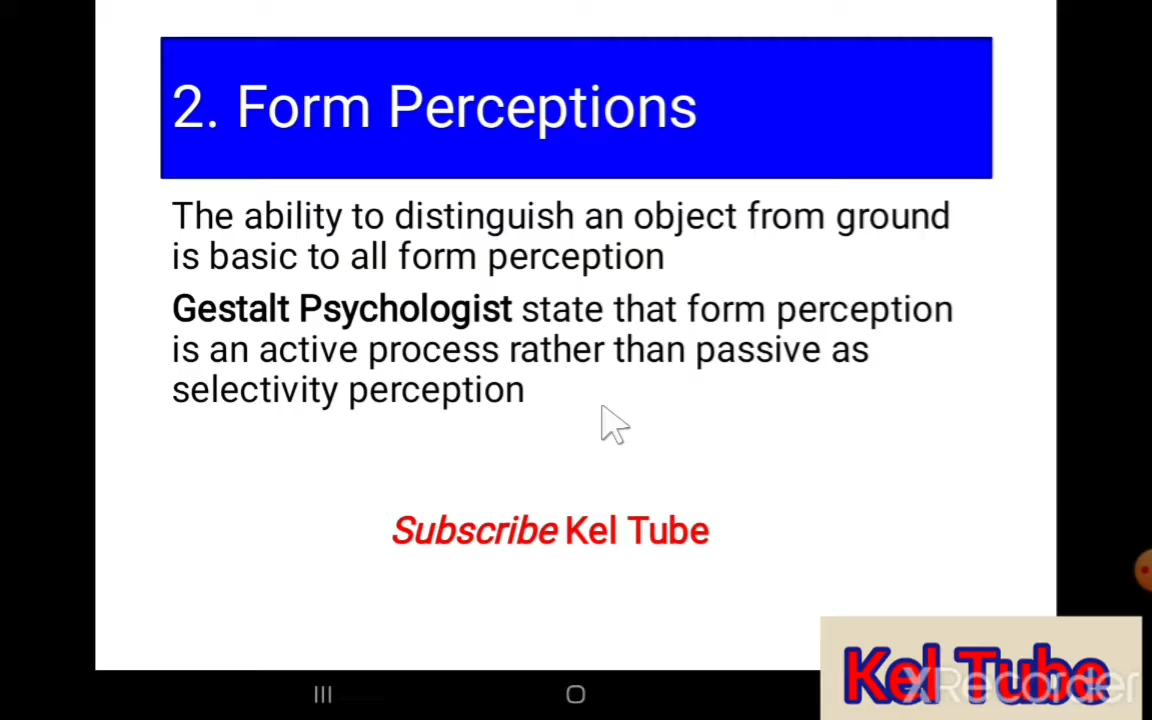 2. Form Perceptions
The ability to distinguish an object from ground
is basic to all form perception
Gestalt Psychologist state that form perception
is an active process rather than passive as
selectivity perception
Subscribe Kel Tube
Kel Tube
XRecorder